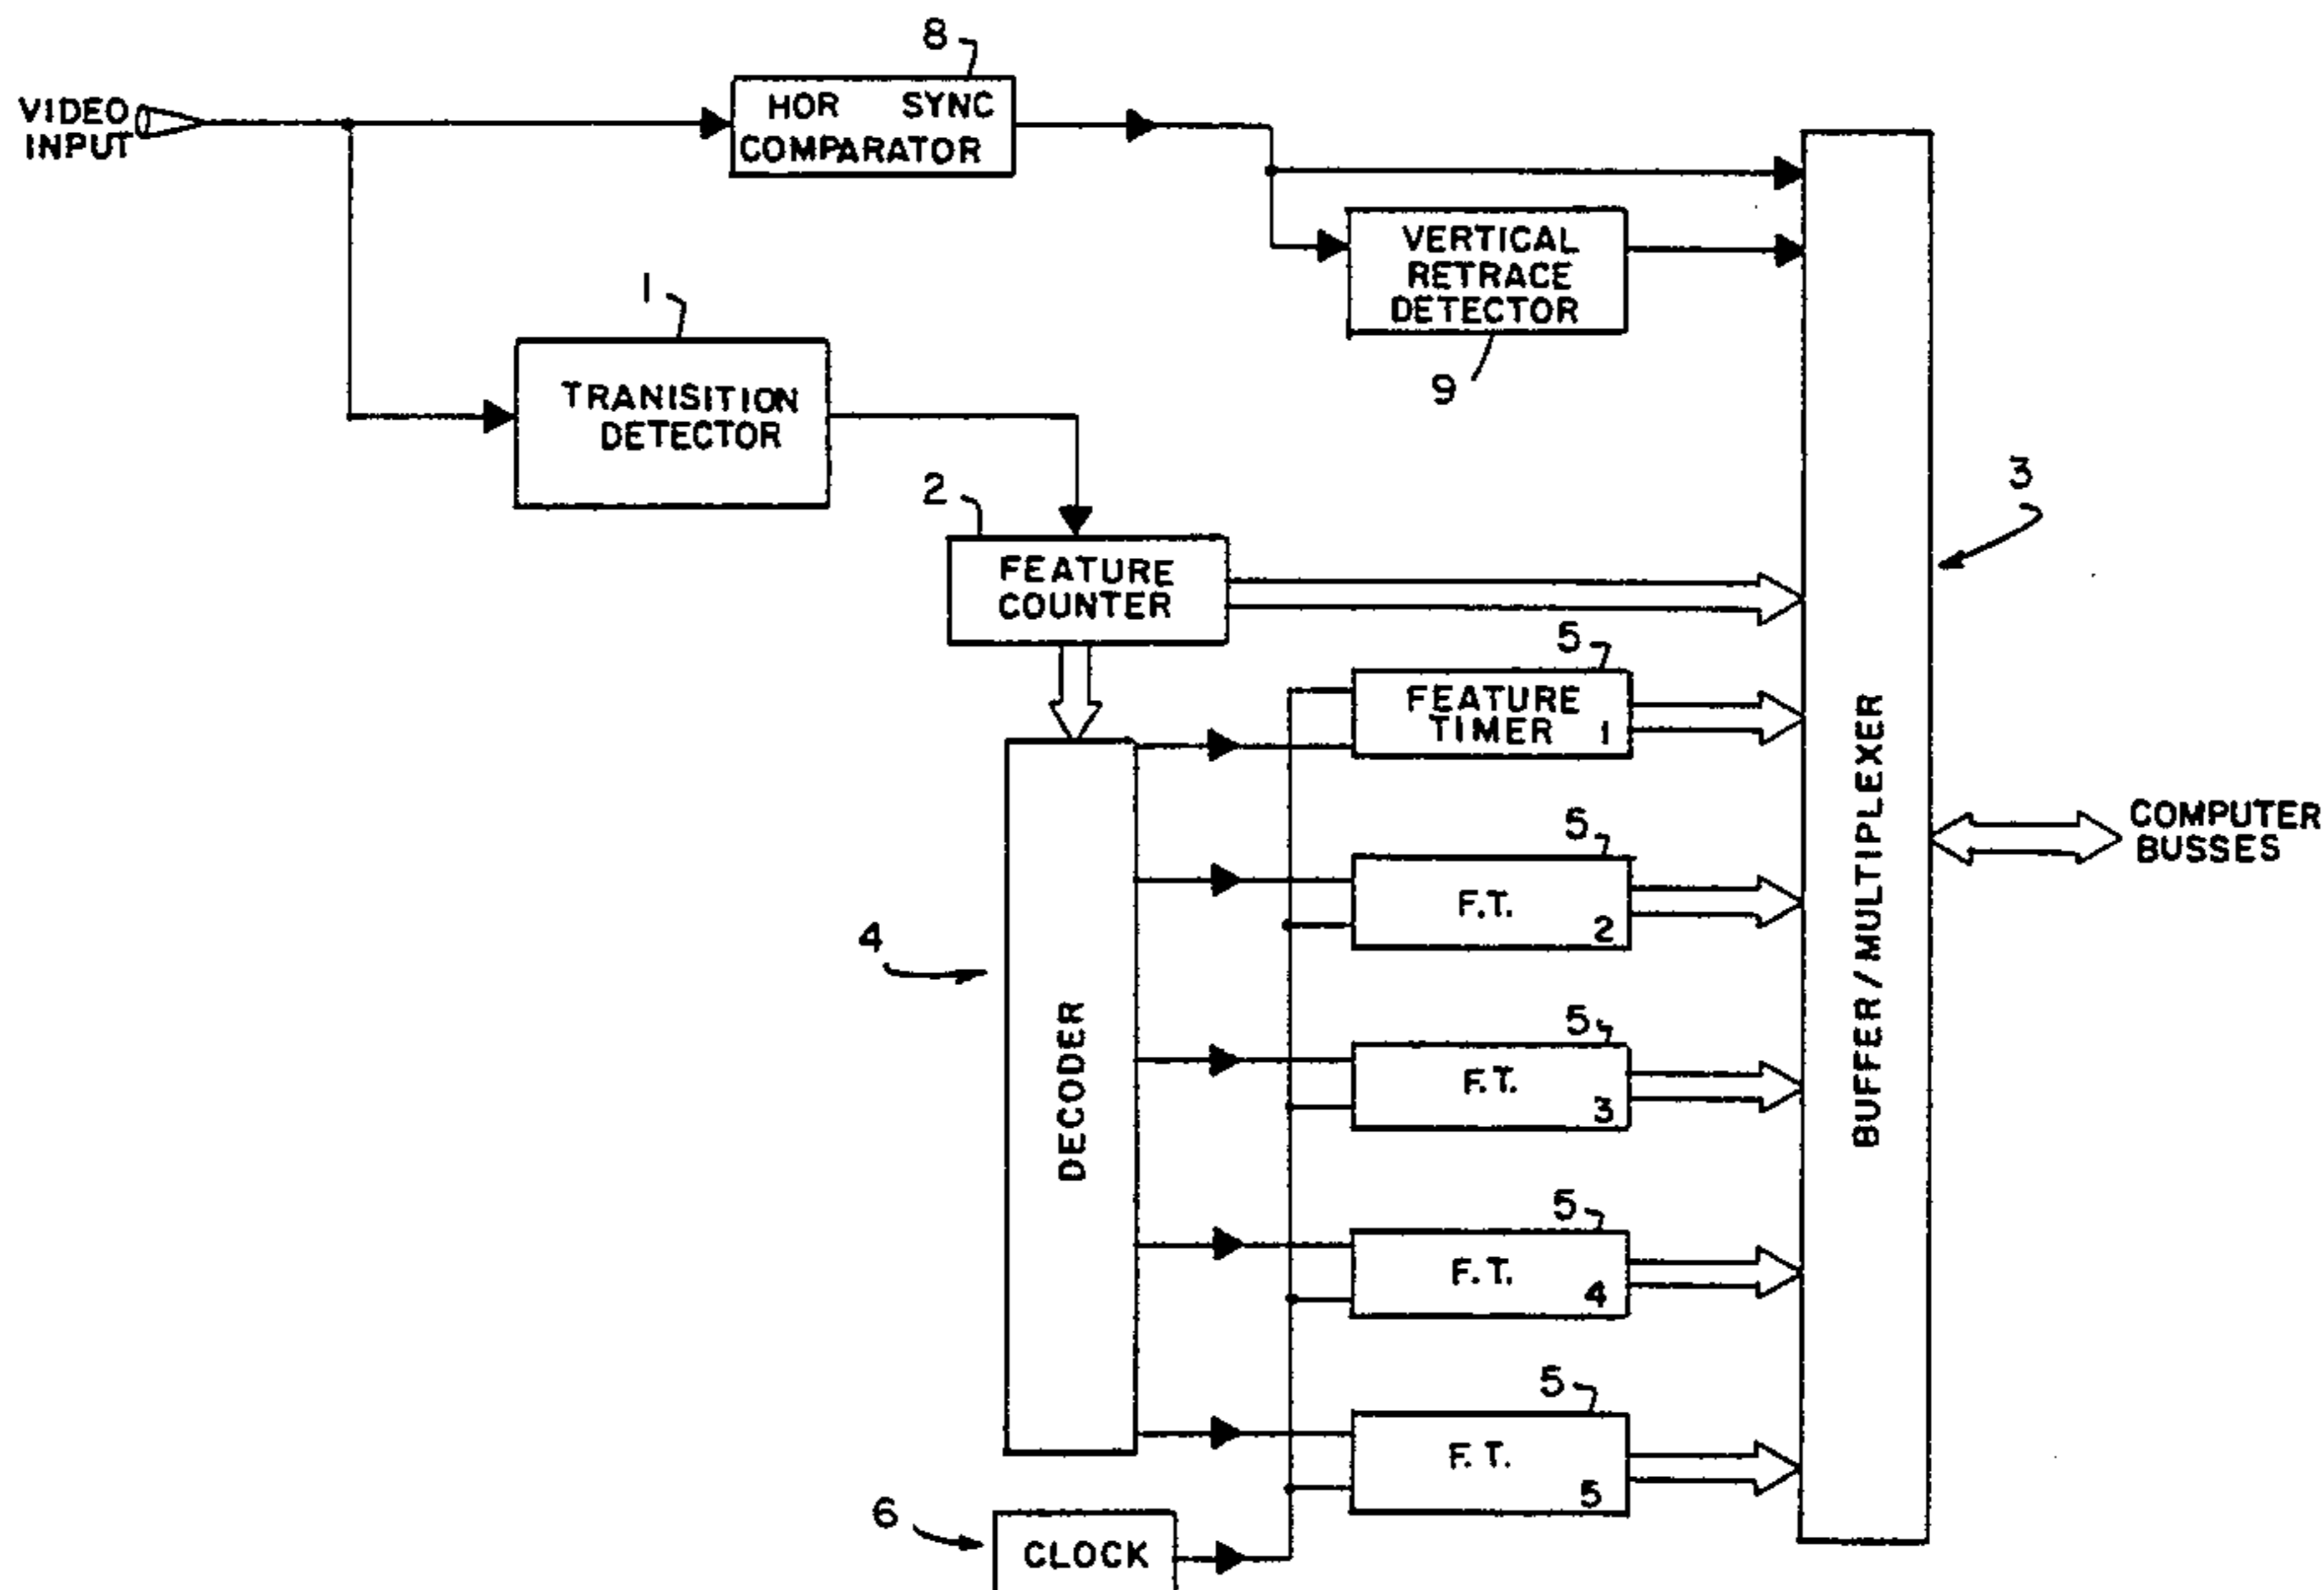 8
VIDEO
INPUT
HOR SYNC
COMPARATOR
VERTICAL
RETRACE
DETECTOR
9
1
TRANISITION
DETECTOR
2
FEATURE
COUNTER
3
5
FEATURE
TIMER 1
5
F.T.
2
4
DECODER
5
F.T.
3
5
F.T.
4
5
F.T.
5
6
CLOCK
BUFFER/MULTIPLEXER
COMPUTER
BUSSES